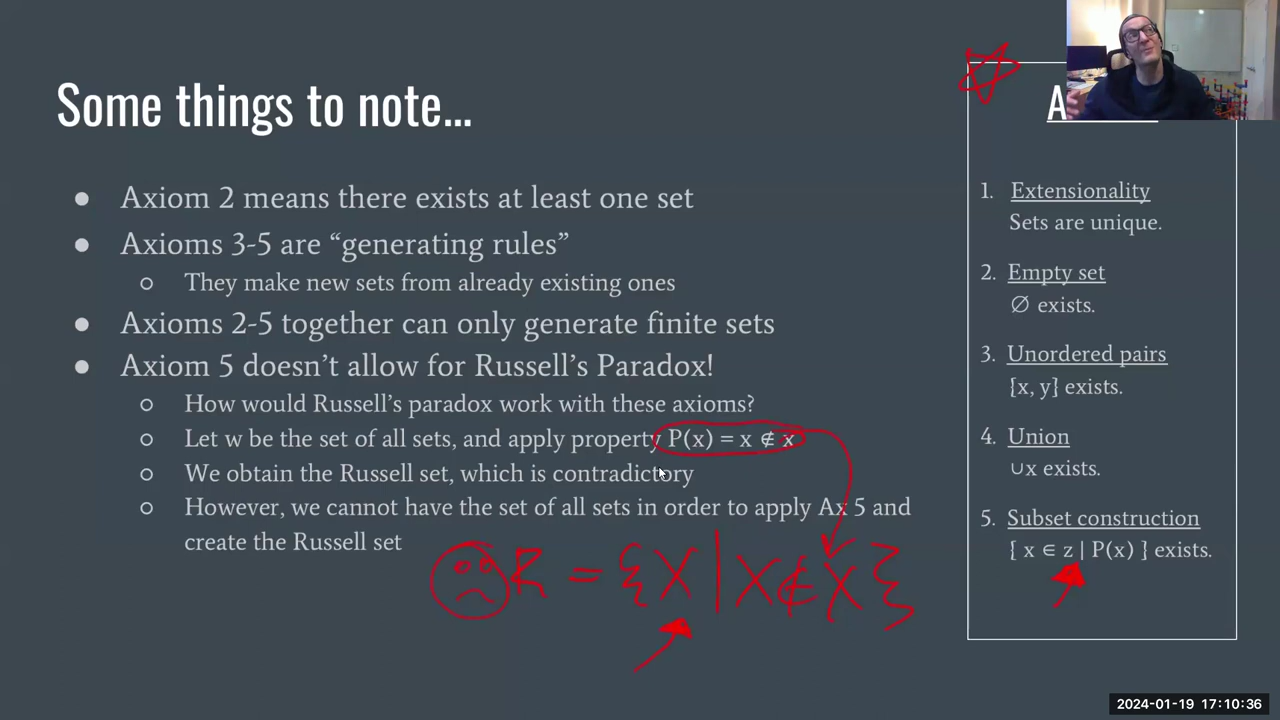 Some things to note...
● Axiom 2 means there exists at least one set
● Axioms 3-5 are “generating rules”
○ They make new sets from already existing ones
● Axioms 2-5 together can only generate finite sets
● Axiom 5 doesn’t allow for Russell’s Paradox!
○ How would Russell’s paradox work with these axioms?
○ Let w be the set of all sets, and apply property P(x) = x ∉ x
○ We obtain the Russell set, which is contradictory
○ However, we cannot have the set of all sets in order to apply Ax 5 and
create the Russell set
R = {X | X ∉ X}
1. Extensionality
Sets are unique.
2. Empty set
∅ exists.
3. Unordered pairs
{x, y} exists.
4. Union
∪x exists.
5. Subset construction
{ x ∈ z | P(x) } exists.
2024-01-19 17:10:36